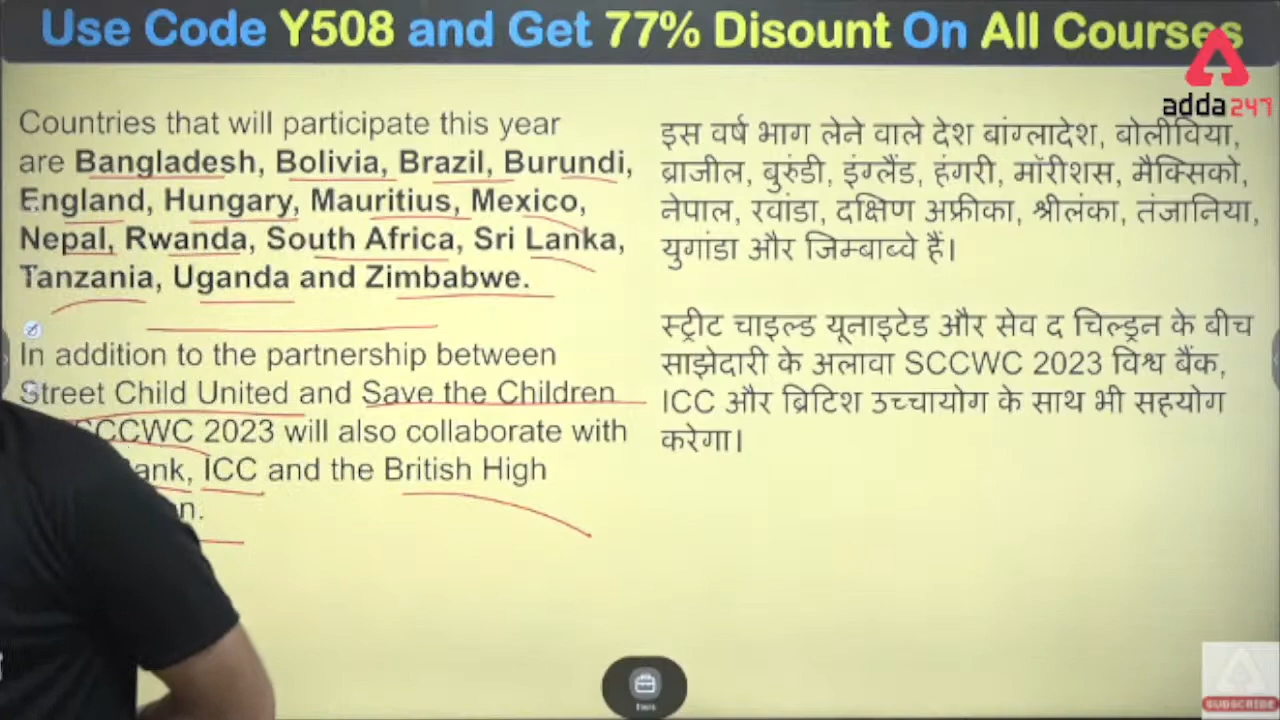 Use Code Y508 and Get 77% Disount On All Courses
adda247
Countries that will participate this year
are Bangladesh, Bolivia, Brazil, Burundi,
England, Hungary, Mauritius, Mexico,
Nepal, Rwanda, South Africa, Sri Lanka,
Tanzania, Uganda and Zimbabwe.
In addition to the partnership between
Street Child United and Save the Children
SCCWC 2023 will also collaborate with
ICC and the British High
इस वर्ष भाग लेने वाले देश बांग्लादेश, बोलीविया,
ब्राजील, बुरुंडी, इंग्लैंड, हंगरी, मॉरीशस, मैक्सिको,
नेपाल, रवांडा, दक्षिण अफ्रीका, श्रीलंका, तंजानिया,
युगांडा और जिम्बाब्वे हैं।
स्ट्रीट चाइल्ड यूनाइटेड और सेव द चिल्ड्रन के बीच
साझेदारी के अलावा SCCWC 2023 विश्व बैंक,
ICC और ब्रिटिश उच्चायोग के साथ भी सहयोग
करेगा।
SUBSCRIBE